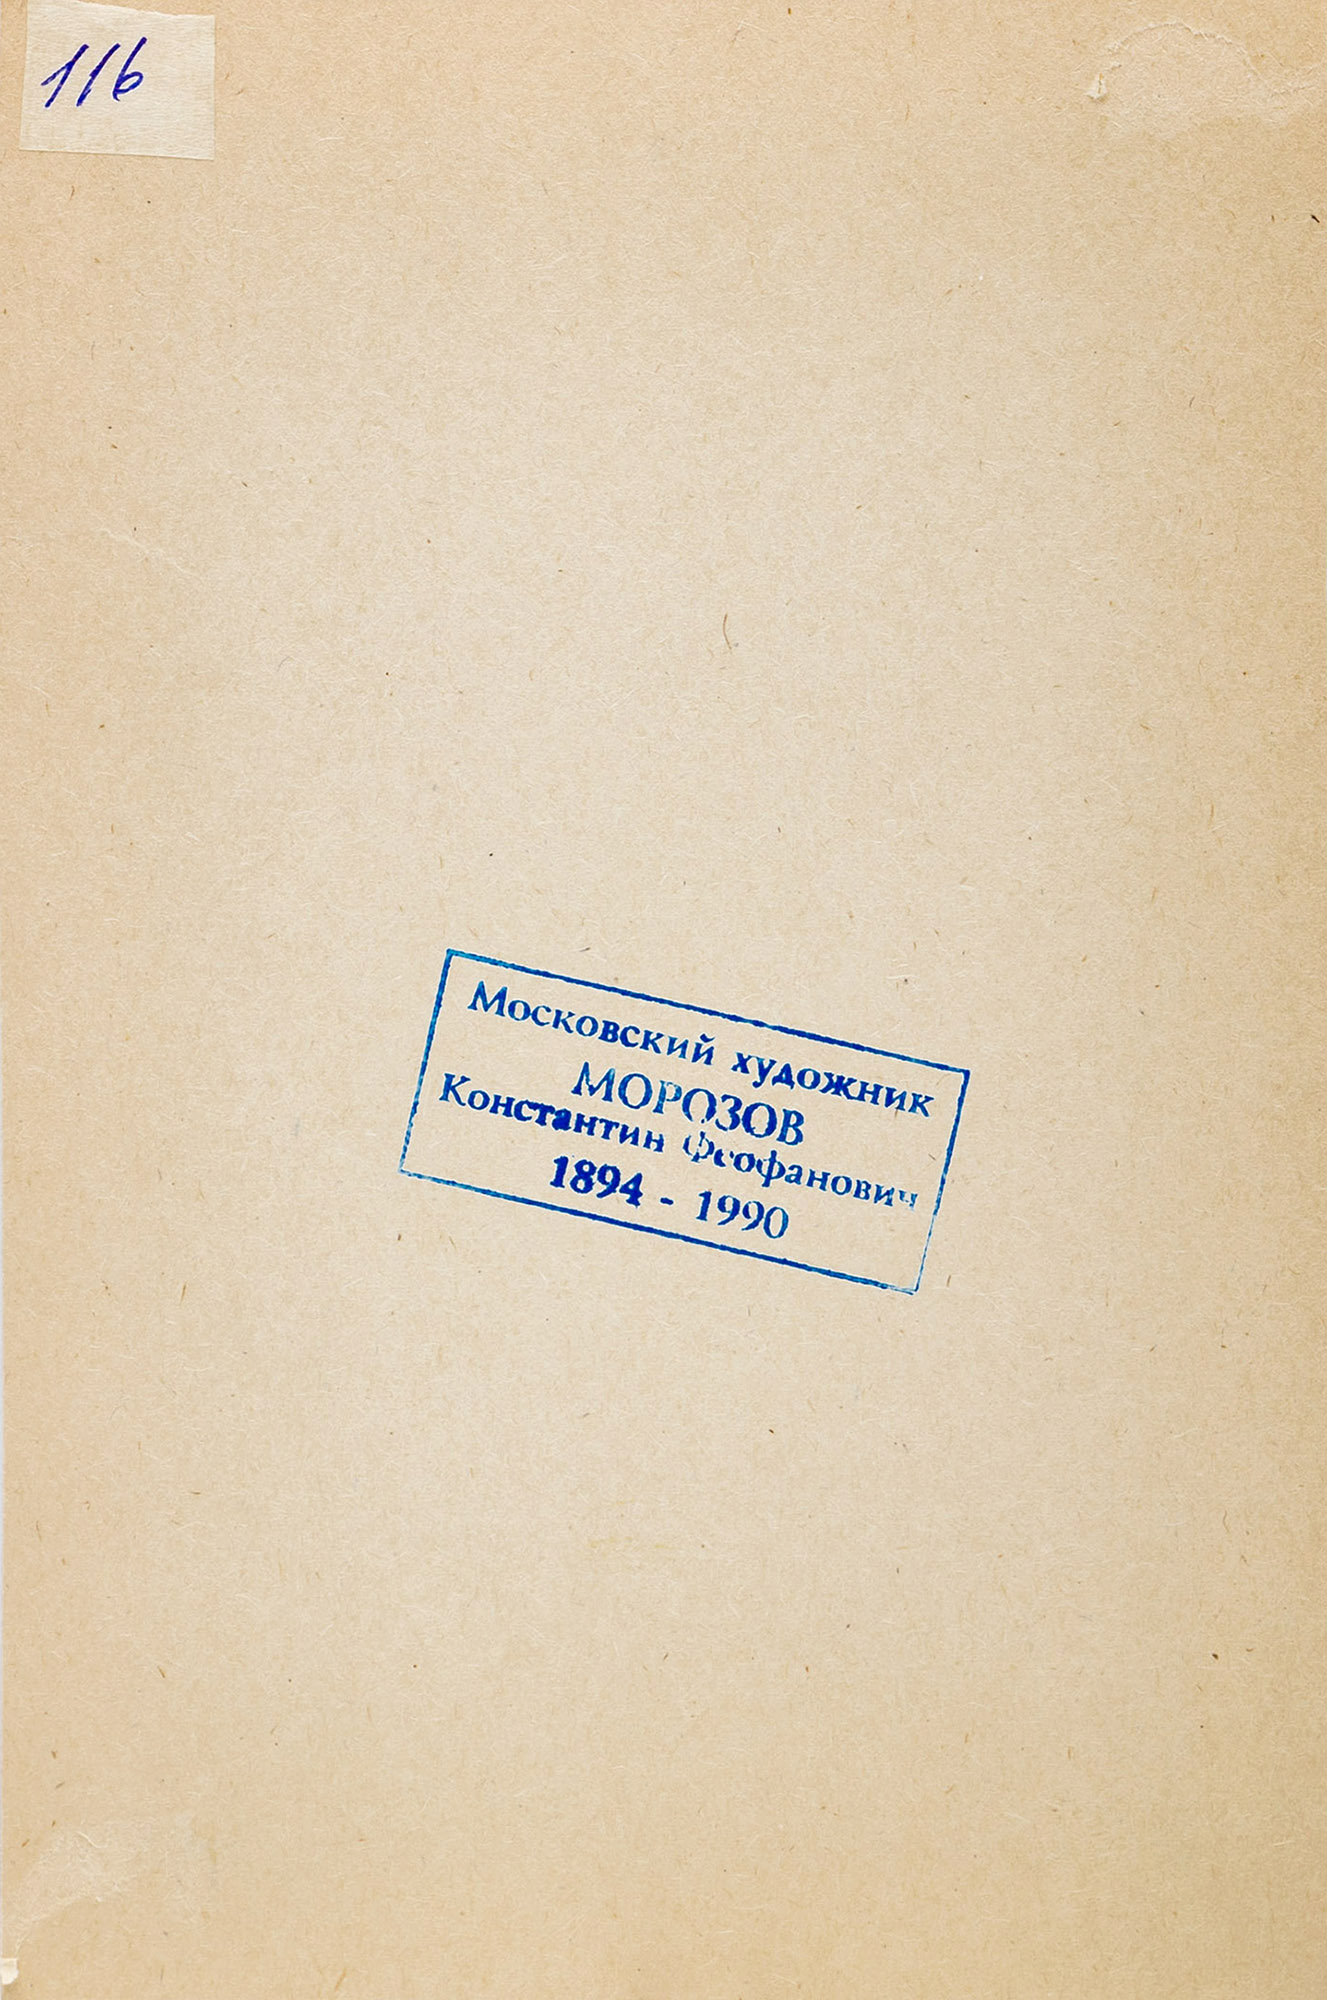 116
Московский художник
МОРОЗОВ
Константин Феофанович
1894 - 1990